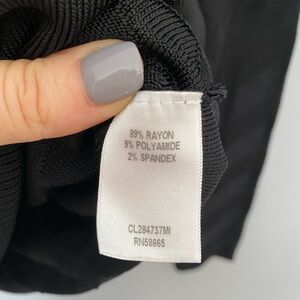 89% RAYON
9% POLYAMIDE
2% SPANDEX
CL284737MI
RN58665